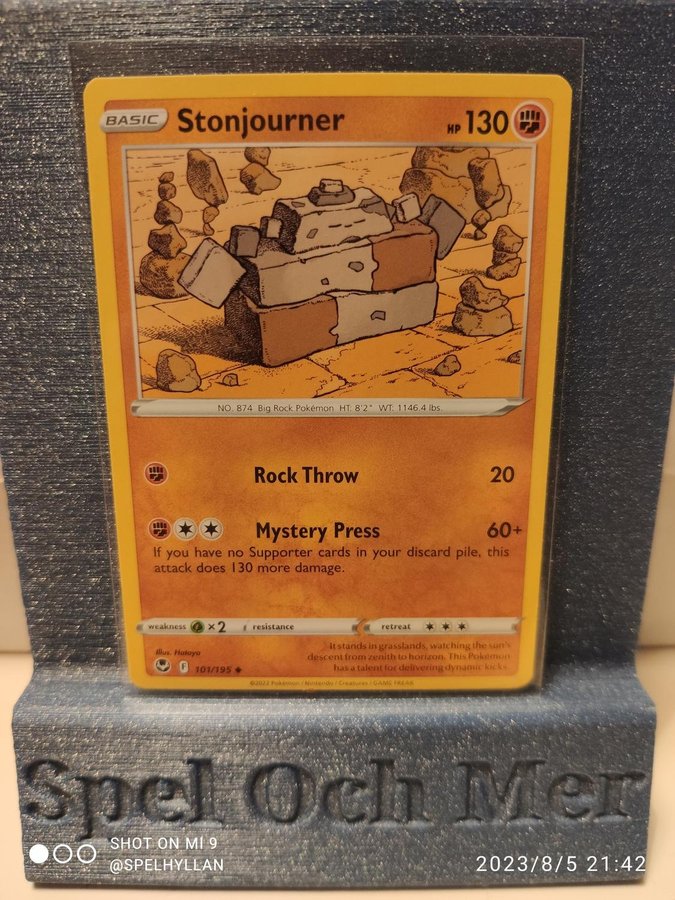 BASIC Stonjourner HP 130
NO. 874 Big Rock Pokémon HT: 8'2" WT: 1146.4 lbs.
Rock Throw 20
Mystery Press 60+
If you have no Supporter cards in your discard pile, this
attack does 130 more damage.
weakness ×2 resistance retreat
Illus. Hataya
It stands in grasslands, watching the sun's
descent from zenith to horizon. This Pokémon
has a talent for delivering dynamic kicks.
F 101/195
©2022 Pokémon / Nintendo / Creatures / GAME FREAK
Spel Och Mer
SHOT ON MI 9
@SPELHYLLAN
2023/8/5 21:42